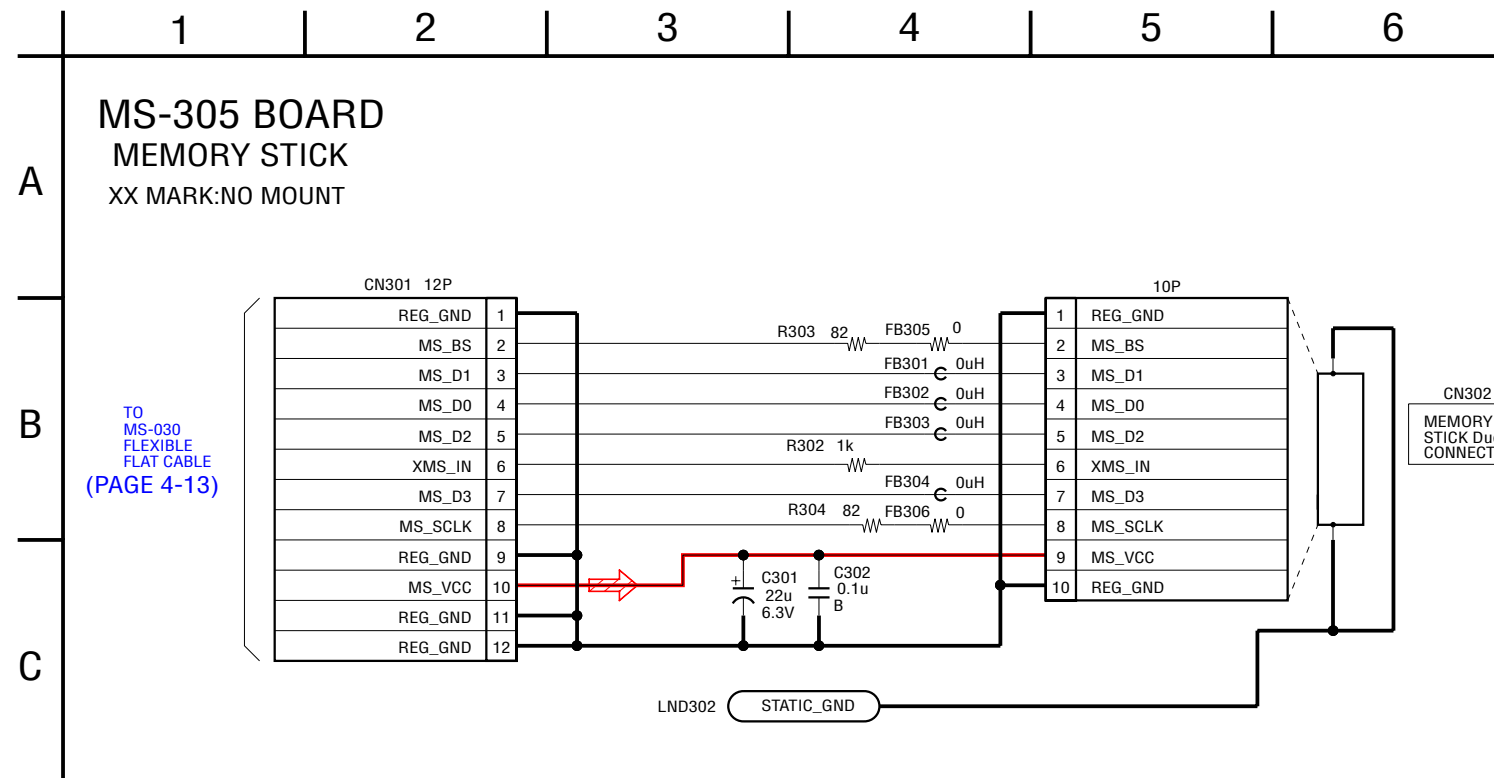 1 2 3 4 5 6
MS-305 BOARD
MEMORY STICK
XX MARK:NO MOUNT
A
B
C
CN301 12P
REG_GND 1
MS_BS 2
MS_D1 3
MS_D0 4
MS_D2 5
XMS_IN 6
MS_D3 7
MS_SCLK 8
REG_GND 9
MS_VCC 10
REG_GND 11
REG_GND 12
TO
MS-030
FLEXIBLE
FLAT CABLE
(PAGE 4-13)
R303 82 FB305 0
FB301 0uH
FB302 0uH
FB303 0uH
R302 1k
FB304 0uH
R304 82 FB306 0
+ C301
22u
6.3V
C302
0.1u
B
10P
1 REG_GND
2 MS_BS
3 MS_D1
4 MS_D0
5 MS_D2
6 XMS_IN
7 MS_D3
8 MS_SCLK
9 MS_VCC
10 REG_GND
CN302
MEMORY
STICK Du
CONNECT
LND302 STATIC_GND